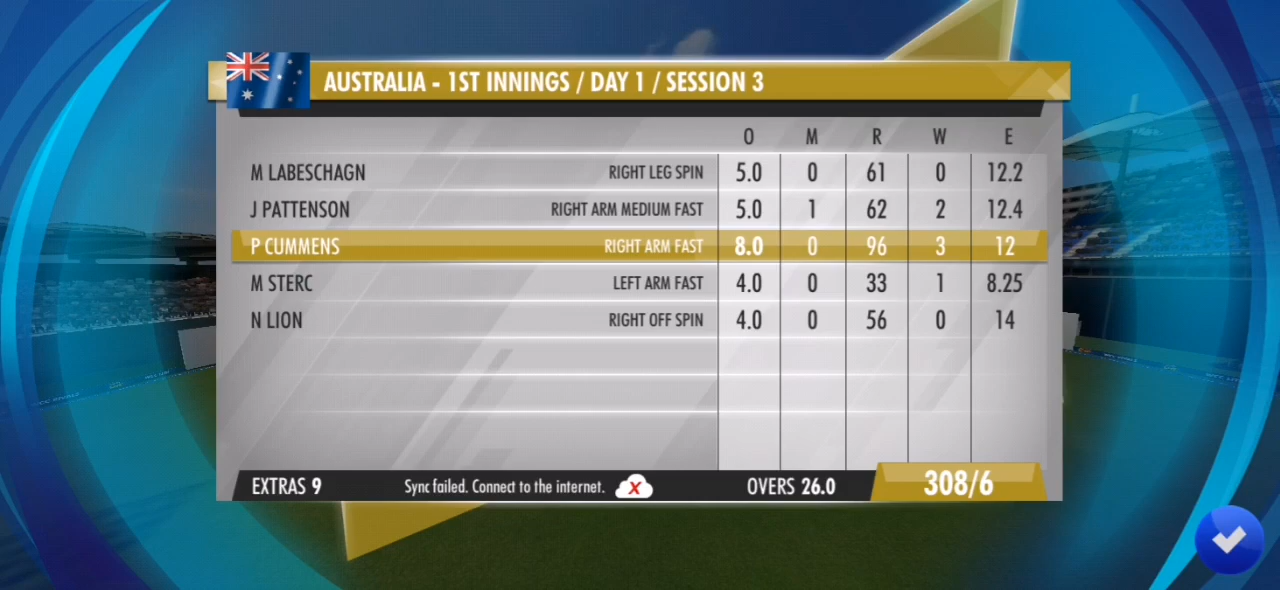 AUSTRALIA - 1ST INNINGS / DAY 1 / SESSION 3
O M R W E
M LABESCHAGN RIGHT LEG SPIN 5.0 0 61 0 12.2
J PATTENSON RIGHT ARM MEDIUM FAST 5.0 1 62 2 12.4
P CUMMENS RIGHT ARM FAST 8.0 0 96 3 12
M STERC LEFT ARM FAST 4.0 0 33 1 8.25
N LION RIGHT OFF SPIN 4.0 0 56 0 14
EXTRAS 9 Sync failed. Connect to the internet. X OVERS 26.0 308/6